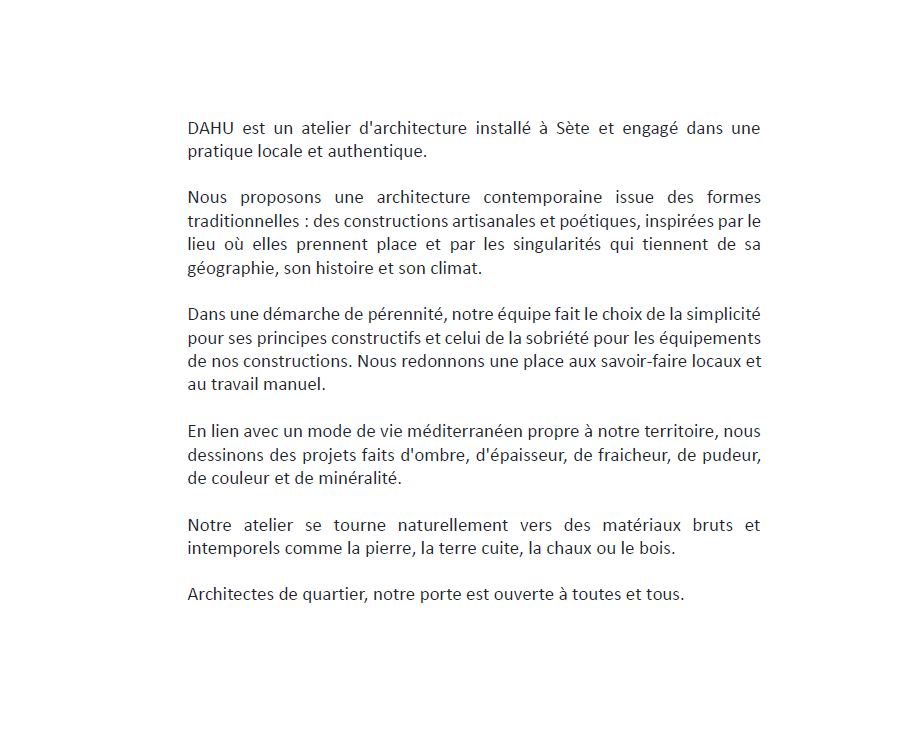 DAHU est un atelier d'architecture installé à Sète et engagé dans une
pratique locale et authentique.
Nous proposons une architecture contemporaine issue des formes
traditionnelles : des constructions artisanales et poétiques, inspirées par le
lieu où elles prennent place et par les singularités qui tiennent de sa
géographie, son histoire et son climat.
Dans une démarche de pérennité, notre équipe fait le choix de la simplicité
pour ses principes constructifs et celui de la sobriété pour les équipements
de nos constructions. Nous redonnons une place aux savoir-faire locaux et
au travail manuel.
En lien avec un mode de vie méditerranéen propre à notre territoire, nous
dessinons des projets faits d'ombre, d'épaisseur, de fraicheur, de pudeur,
de couleur et de minéralité.
Notre atelier se tourne naturellement vers des matériaux bruts et
intemporels comme la pierre, la terre cuite, la chaux ou le bois.
Architectes de quartier, notre porte est ouverte à toutes et tous.